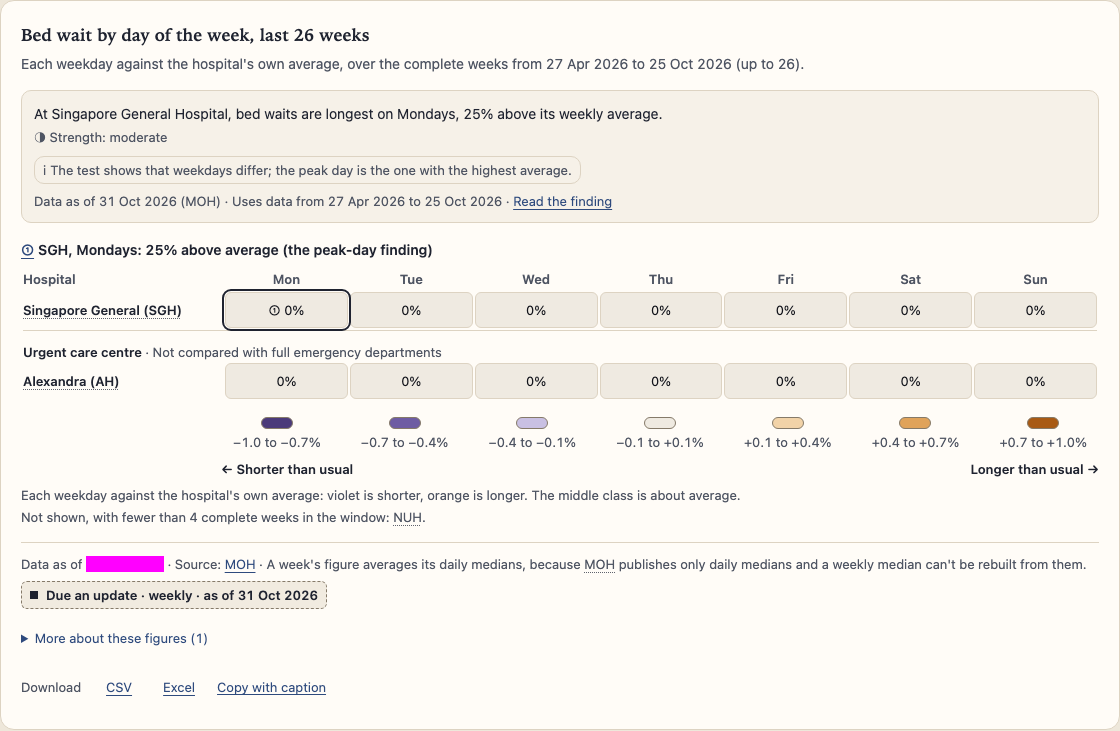 Bed wait by day of the week, last 26 weeks
Each weekday against the hospital's own average, over the complete weeks from 27 Apr 2026 to 25 Oct 2026 (up to 26).
At Singapore General Hospital, bed waits are longest on Mondays, 25% above its weekly average.
Strength: moderate
i The test shows that weekdays differ; the peak day is the one with the highest average.
Data as of 31 Oct 2026 (MOH) · Uses data from 27 Apr 2026 to 25 Oct 2026 · Read the finding
① SGH, Mondays: 25% above average (the peak-day finding)
Hospital Mon Tue Wed Thu Fri Sat Sun
Singapore General (SGH) ① 0% 0% 0% 0% 0% 0% 0%
Urgent care centre · Not compared with full emergency departments
Alexandra (AH) 0% 0% 0% 0% 0% 0% 0%
−1.0 to −0.7% −0.7 to −0.4% −0.4 to −0.1% −0.1 to +0.1% +0.1 to +0.4% +0.4 to +0.7% +0.7 to +1.0%
← Shorter than usual Longer than usual →
Each weekday against the hospital's own average: violet is shorter, orange is longer. The middle class is about average.
Not shown, with fewer than 4 complete weeks in the window: NUH.
Data as of · Source: MOH · A week's figure averages its daily medians, because MOH publishes only daily medians and a weekly median can't be rebuilt from them.
Due an update · weekly · as of 31 Oct 2026
More about these figures (1)
Download CSV Excel Copy with caption